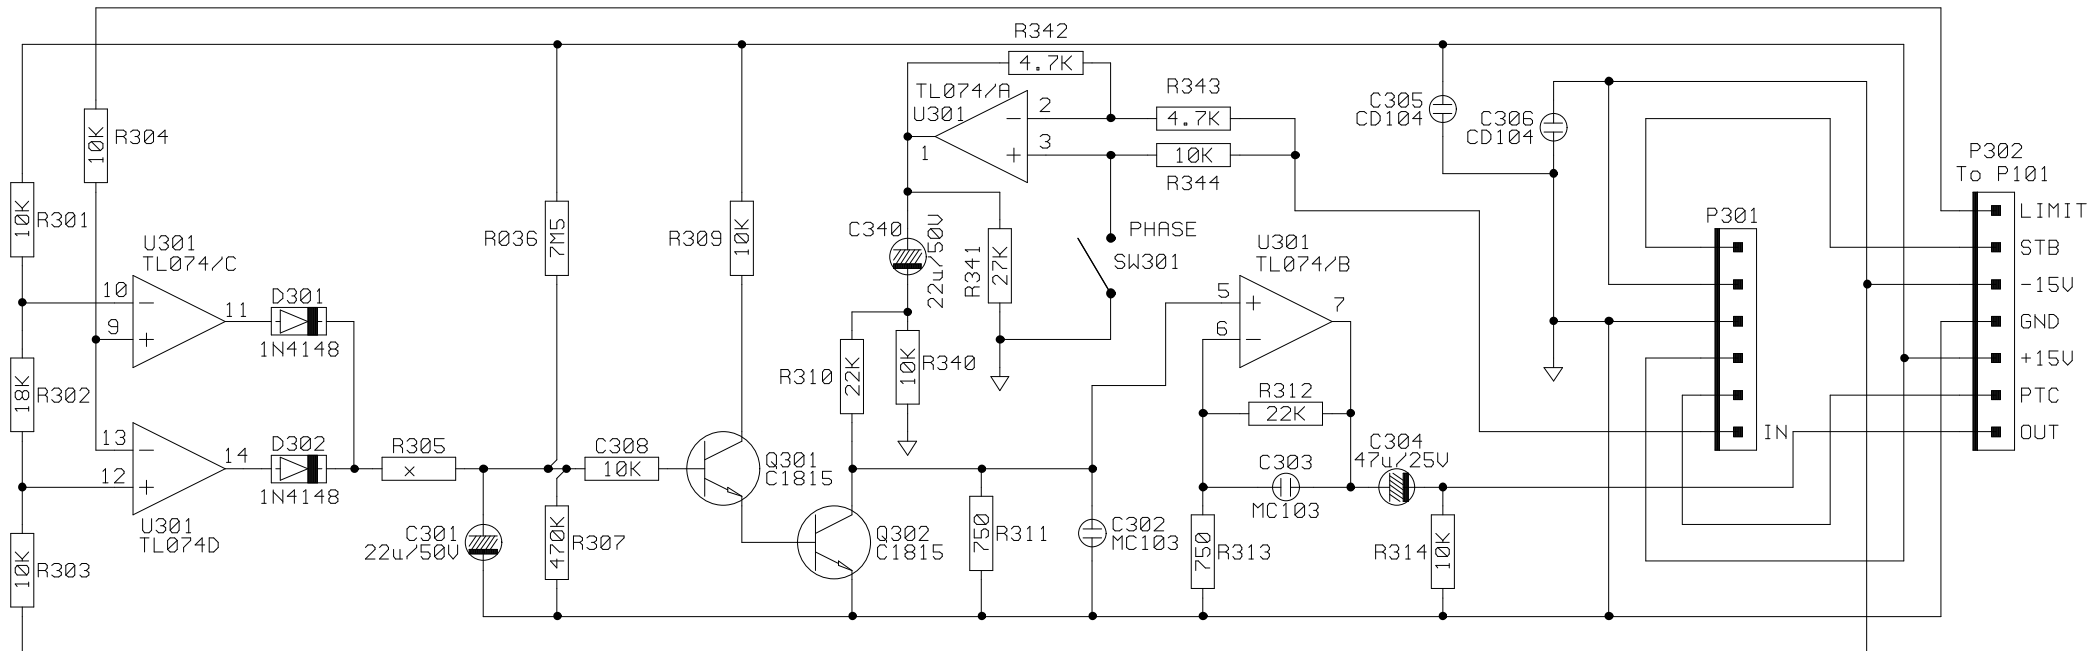 R342
4.7K
TL074/A
U301
2
3
1
R343
4.7K
10K
R344
C305
CD104
C306
CD104
P302
To P101
LIMIT
STB
-15V
GND
+15V
PTC
OUT
P301
IN
10K
R304
10K
R301
R036
7M5
R309
10K
C340
22u/50V
R341
27K
PHASE
SW301
U301
TL074/C
10
9
11
D301
1N4148
U301
TL074/B
5
6
7
18K
R302
R310
22K
10K
R340
R312
22K
13
12
14
D302
1N4148
R305
x
C308
10K
Q301
C1815
C303
MC103
C304
47u/25V
U301
TL074D
C301
22u/50V
470K
R307
Q302
C1815
750
R311
C302
MC103
750
R313
R314
10K
10K
R303